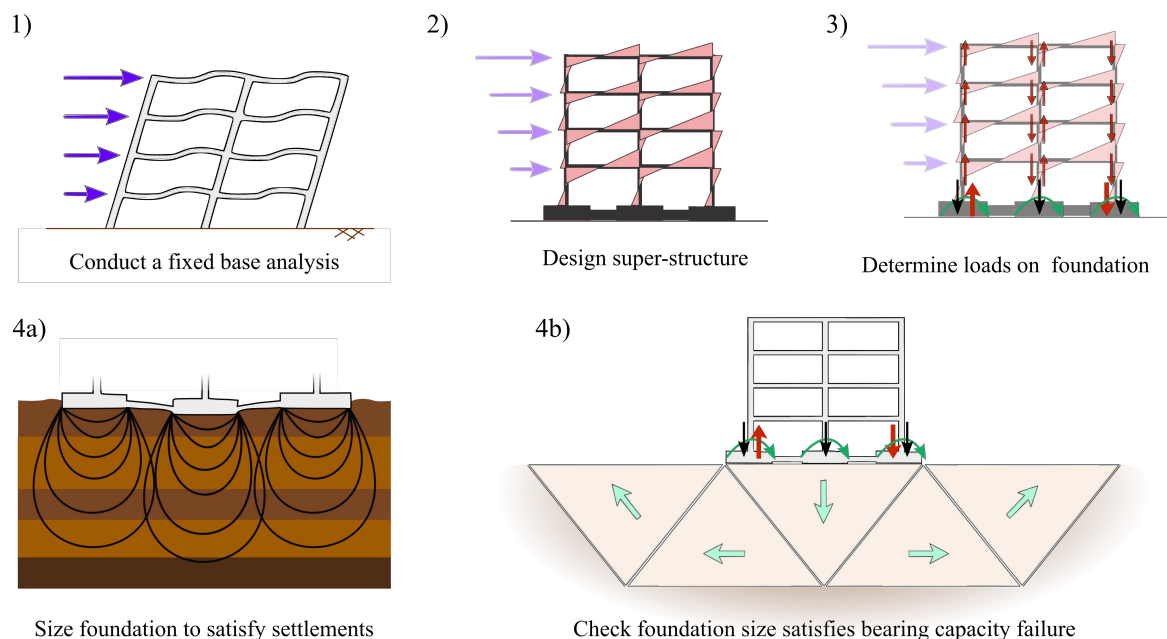 1)
Conduct a fixed base analysis
2)
Design super-structure
3)
Determine loads on foundation
4a)
Size foundation to satisfy settlements
4b)
Check foundation size satisfies bearing capacity failure